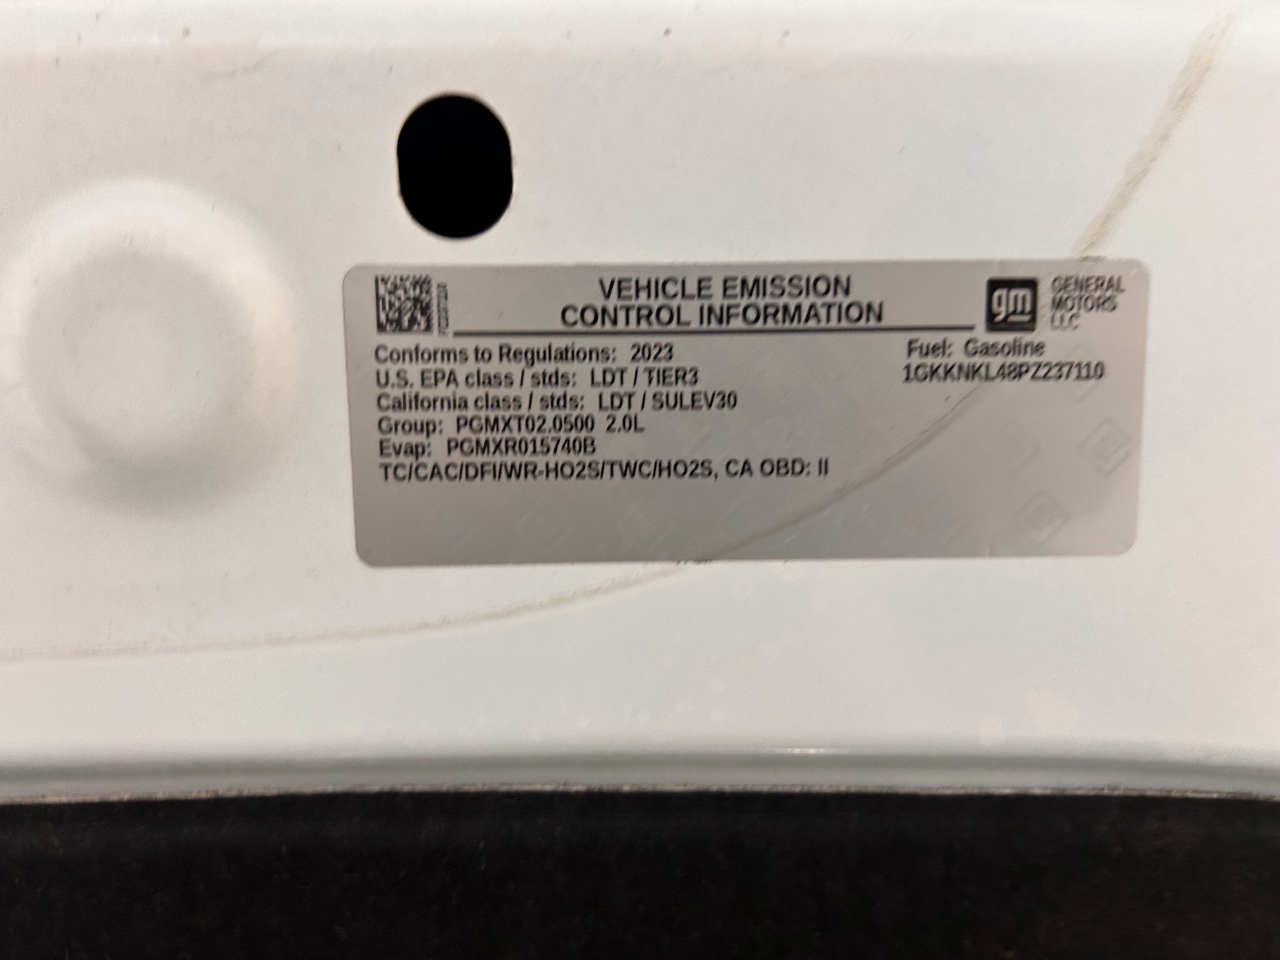 VEHICLE EMISSION
CONTROL INFORMATION
gm
GENERAL
MOTORS
LLC
Conforms to Regulations: 2023
U.S. EPA class / stds: LDT / TIER3
California class / stds: LDT / SULEV30
Group: PGMXT02.0500 2.0L
Evap: PGMXR015740B
TC/CAC/DFI/WR-HO2S/TWC/HO2S, CA OBD: II
Fuel: Gasoline
1GKKNKL48PZ237110